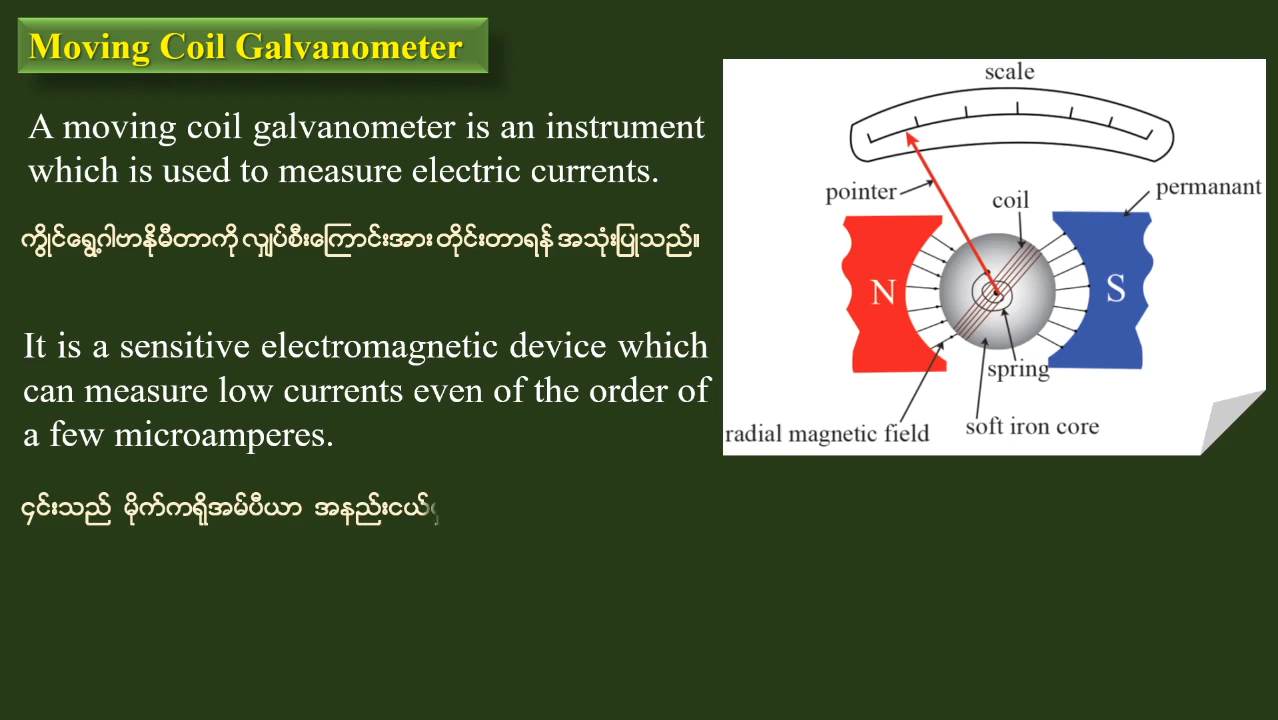 Moving Coil Galvanometer
A moving coil galvanometer is an instrument
which is used to measure electric currents.
ကွိုင်ရွေ့ဂါဗာနိုမီတာကို လျှပ်စီးကြောင်းအား တိုင်းတာရန် အသုံးပြုသည်။
It is a sensitive electromagnetic device which
can measure low currents even of the order of
a few microamperes.
၎င်းသည် မိုက်ကရိုအမ်ပီယာ အနည်းငယ်
scale
pointer
coil
permanant
N
S
spring
radial magnetic field
soft iron core